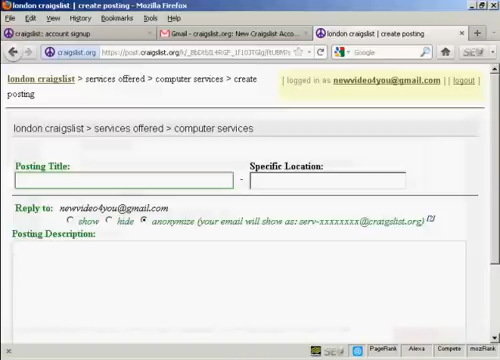 london craigslist | create posting - Mozilla Firefox
File Edit View History Bookmarks Tools Help
craigslist: account signup
Gmail - craigslist.org: New Craigslist Acco...
london craigslist | create posting
craigslist.org
Google
london craigslist > services offered > computer services > create
posting
[ logged in as newvideo4you@gmail.com ] [ logout ]
london craigslist > services offered > computer services
Posting Title:
Specific Location:
-
Reply to: newvideo4you@gmail.com
show hide anonymize (your email will show as: serv-xxxxxxxx@craigslist.org) [?]
Posting Description:
PageRank Alexa Compete mozRank